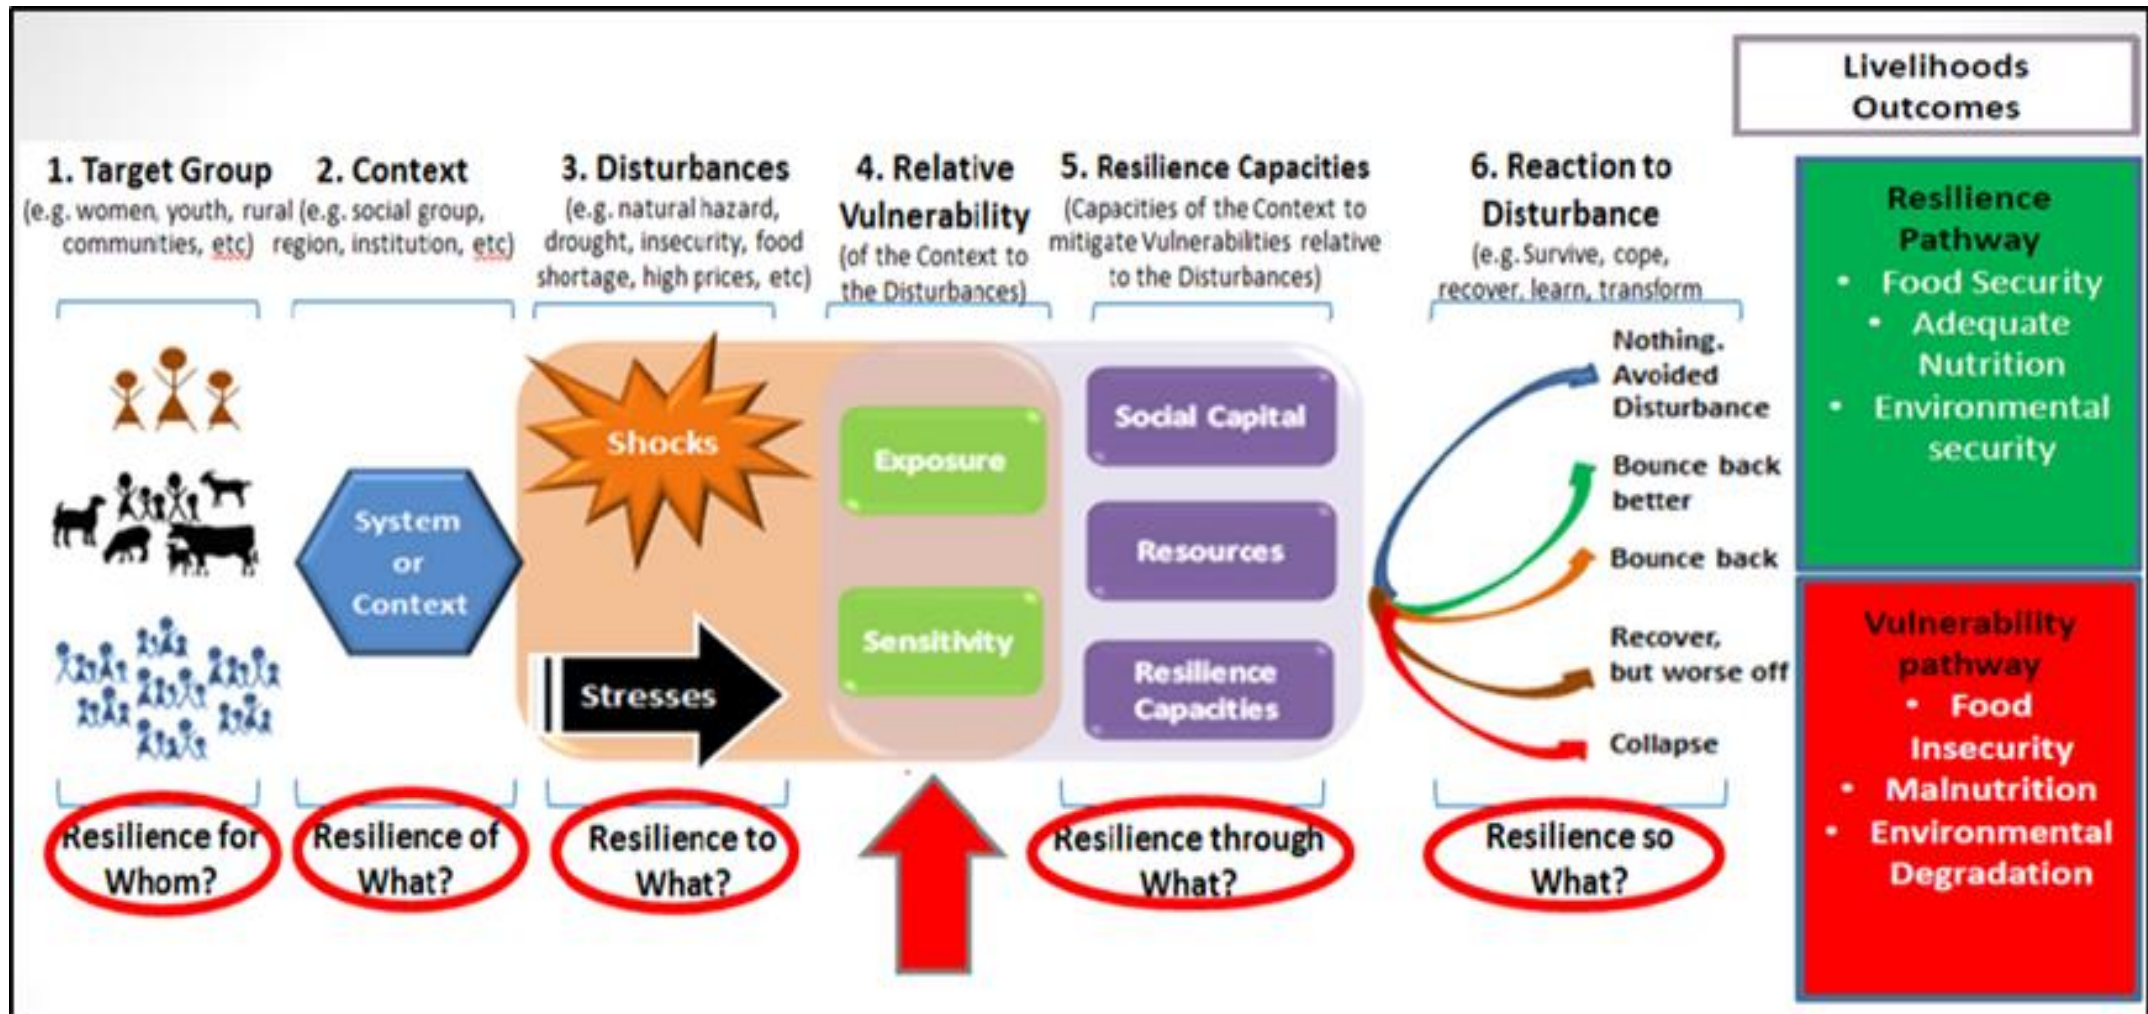 Livelihoods
Outcomes
1. Target Group
(e.g. women, youth, rural
communities, etc)
2. Context
(e.g. social group,
region, institution, etc)
3. Disturbances
(e.g. natural hazard,
drought, insecurity, food
shortage, high prices, etc)
4. Relative
Vulnerability
(of the Context to
the Disturbances)
5. Resilience Capacities
(Capacities of the Context to
mitigate Vulnerabilities relative
to the Disturbances)
6. Reaction to
Disturbance
(e.g. Survive, cope,
recover, learn, transform
System
or
Context
Shocks
Stresses
Exposure
Sensitivity
Social Capital
Resources
Resilience
Capacities
Nothing.
Avoided
Disturbance
Bounce back
better
Bounce back
Recover,
but worse off
Collapse
Resilience
Pathway
• Food Security
• Adequate
Nutrition
• Environmental
security
Vulnerability
pathway
• Food
Insecurity
• Malnutrition
• Environmental
Degradation
Resilience for
Whom?
Resilience of
What?
Resilience to
What?
Resilience through
What?
Resilience so
What?